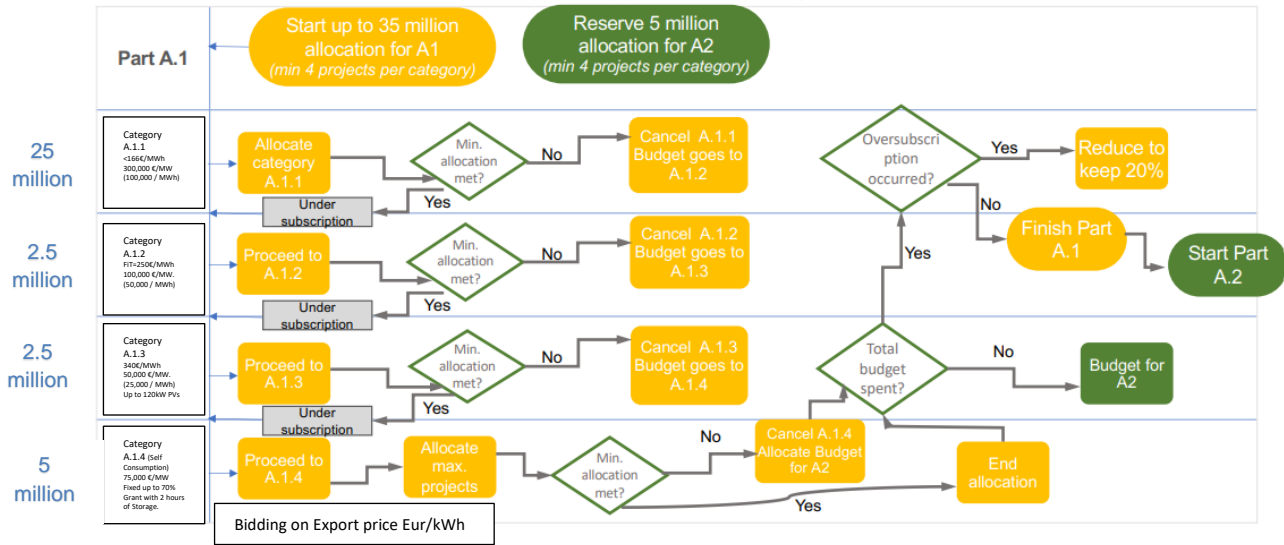 Part A.1
Start up to 35 million
allocation for A1
(min 4 projects per category)
Reserve 5 million
allocation for A2
(min 4 projects per category)
25
million
Category
A.1.1
<166€/MWh
300,000 €/MW
(100,000 / MWh)
Allocate
category
A.1.1
Min.
allocation
met?
No
Yes
Cancel A.1.1
Budget goes to
A.1.2
Under
subscription
Oversubsc
ription
occurred?
Yes
No
Reduce to
keep 20%
Finish Part
A.1
Start Part
A.2
2.5
million
Category
A.1.2
FiT=250€/MWh
100,000 €/MW.
(50,000 / MWh)
Proceed to
A.1.2
Min.
allocation
met?
No
Yes
Cancel A.1.2
Budget goes to
A.1.3
Under
subscription
Yes
2.5
million
Category
A.1.3
340€/MWh
50,000 €/MW.
(25,000 / MWh)
Up to 120kW PVs
Proceed to
A.1.3
Min.
allocation
met?
No
Yes
Cancel A.1.3
Budget goes to
A.1.4
Under
subscription
Total
budget
spent?
No
Budget for
A2
5
million
Category
A.1.4 (Self
Consumption)
75,000 €/MW
Fixed up to 70%
Grant with 2 hours
of Storage.
Proceed to
A.1.4
Allocate
max.
projects
Min.
allocation
met?
No
Yes
Cancel A.1.4
Allocate Budget
for A2
End
allocation
Bidding on Export price Eur/kWh